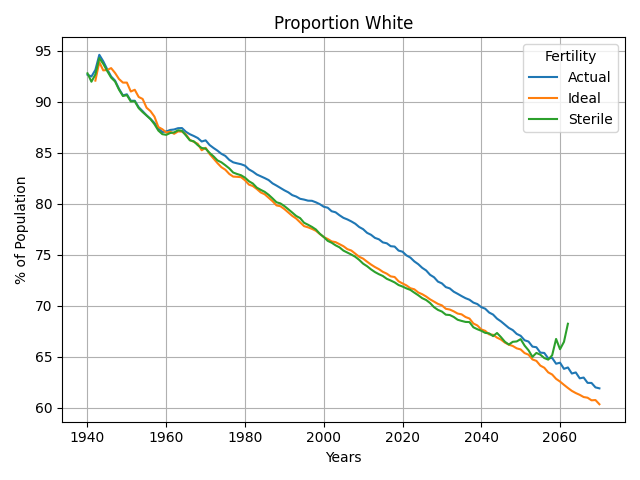 Proportion White
95
90
85
80
75
70
65
60
% of Population
Fertility
Actual
Ideal
Sterile
1940 1960 1980 2000 2020 2040 2060
Years